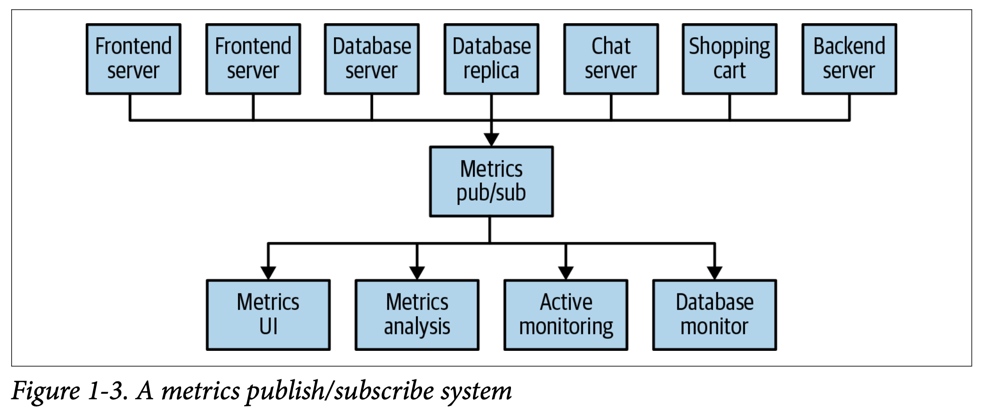 Frontend
server
Frontend
server
Database
server
Database
replica
Chat
server
Shopping
cart
Backend
server
Metrics
pub/sub
Metrics
UI
Metrics
analysis
Active
monitoring
Database
monitor
Figure 1-3. A metrics publish/subscribe system